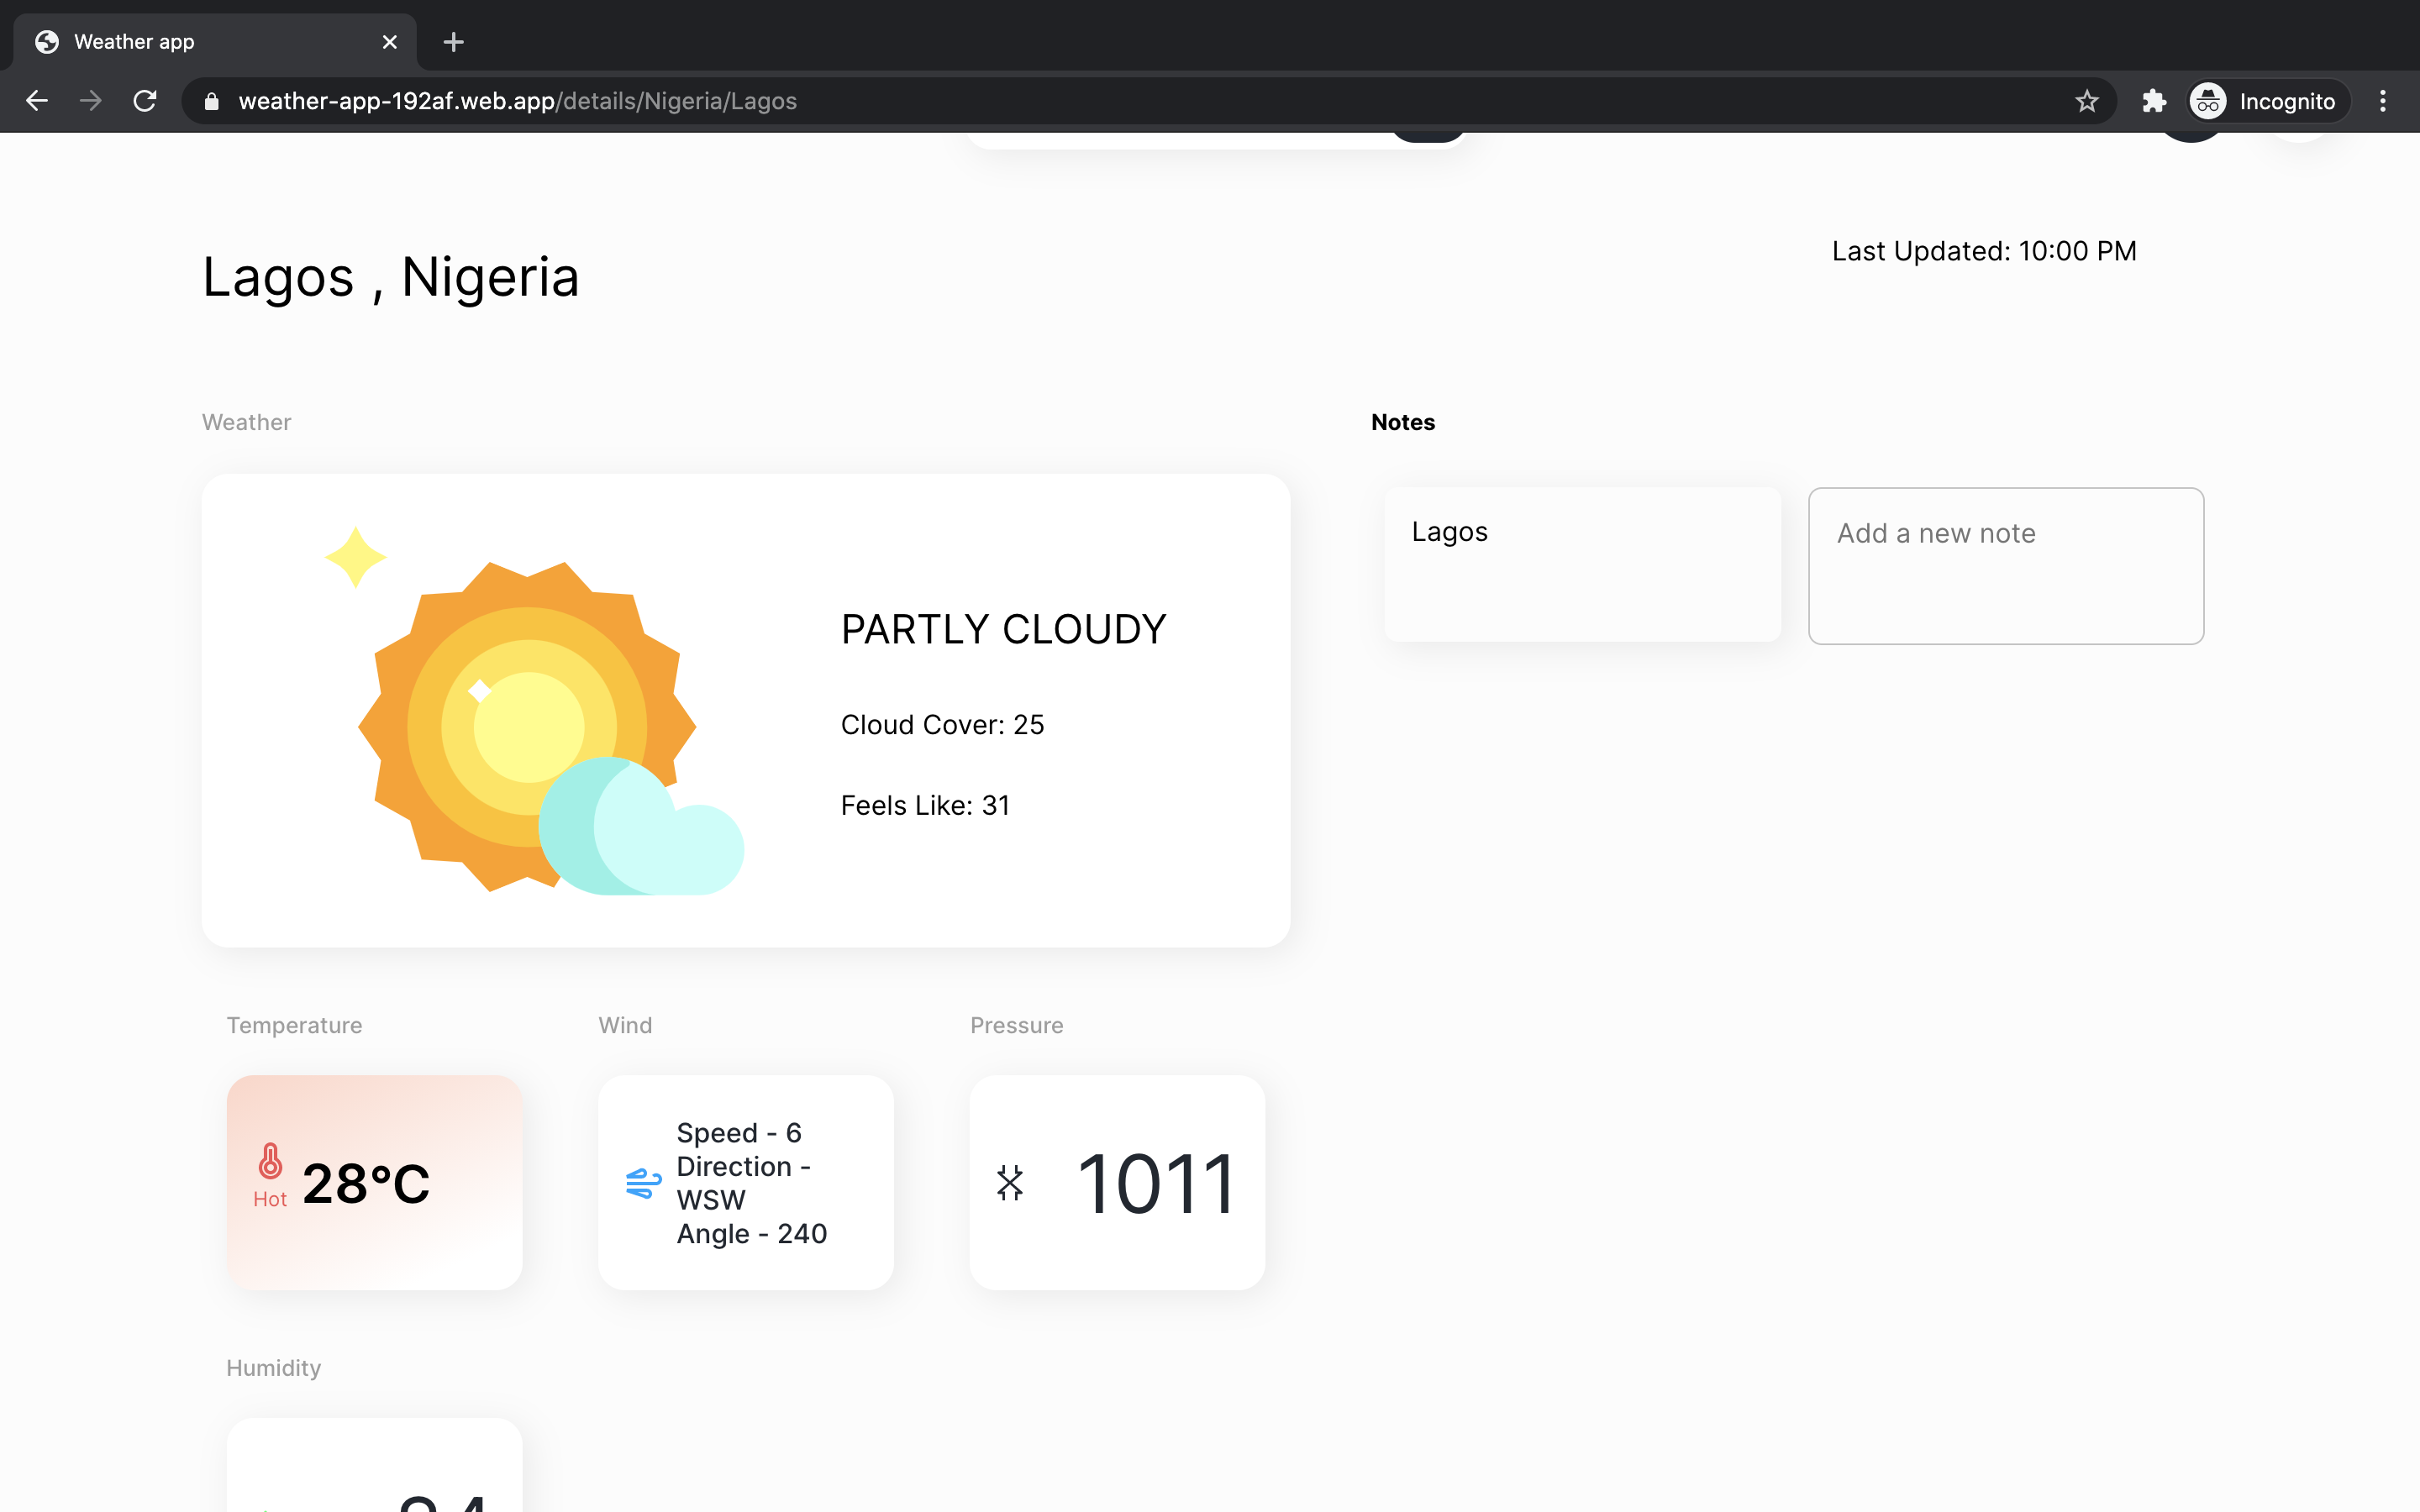 Weather app
weather-app-192af.web.app/details/Nigeria/Lagos
Incognito
Lagos , Nigeria
Last Updated: 10:00 PM
Weather
Notes
PARTLY CLOUDY
Cloud Cover: 25
Feels Like: 31
Lagos
Add a new note
Temperature
Wind
Pressure
Hot
28°C
Speed - 6
Direction -
WSW
Angle - 240
1011
Humidity